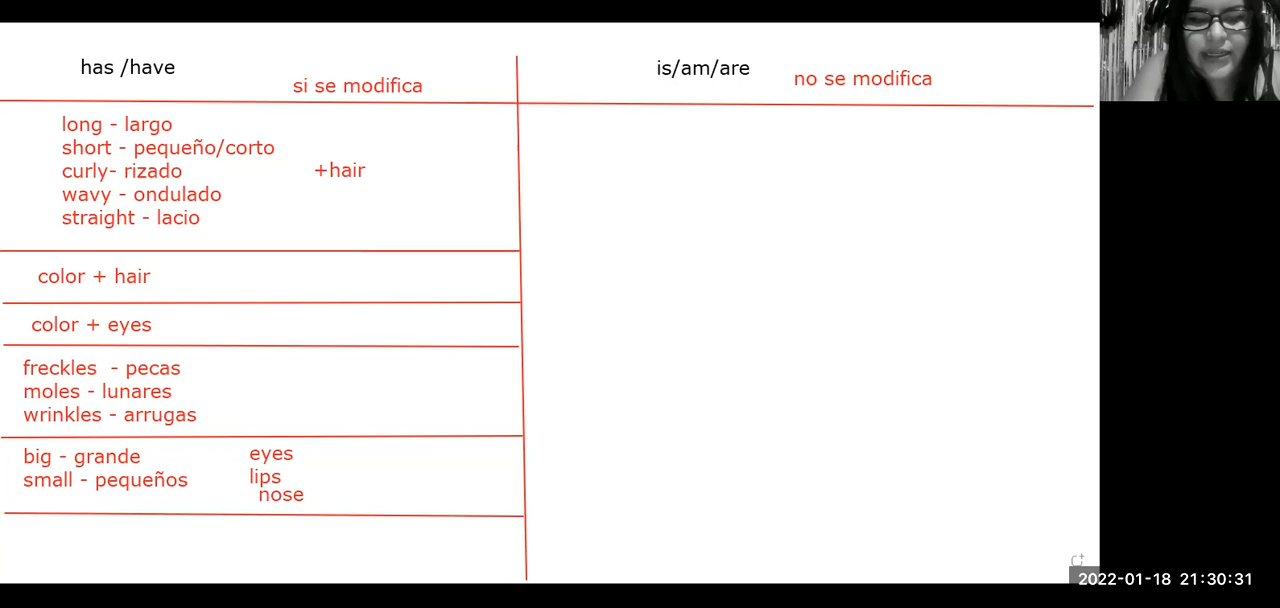 has /have
si se modifica
is/am/are
no se modifica
long - largo
short - pequeño/corto
curly- rizado
+hair
wavy - ondulado
straight - lacio
color + hair
color + eyes
freckles  - pecas
moles - lunares
wrinkles - arrugas
big - grande
eyes
small - pequeños
lips
nose
2022-01-18 21:30:31